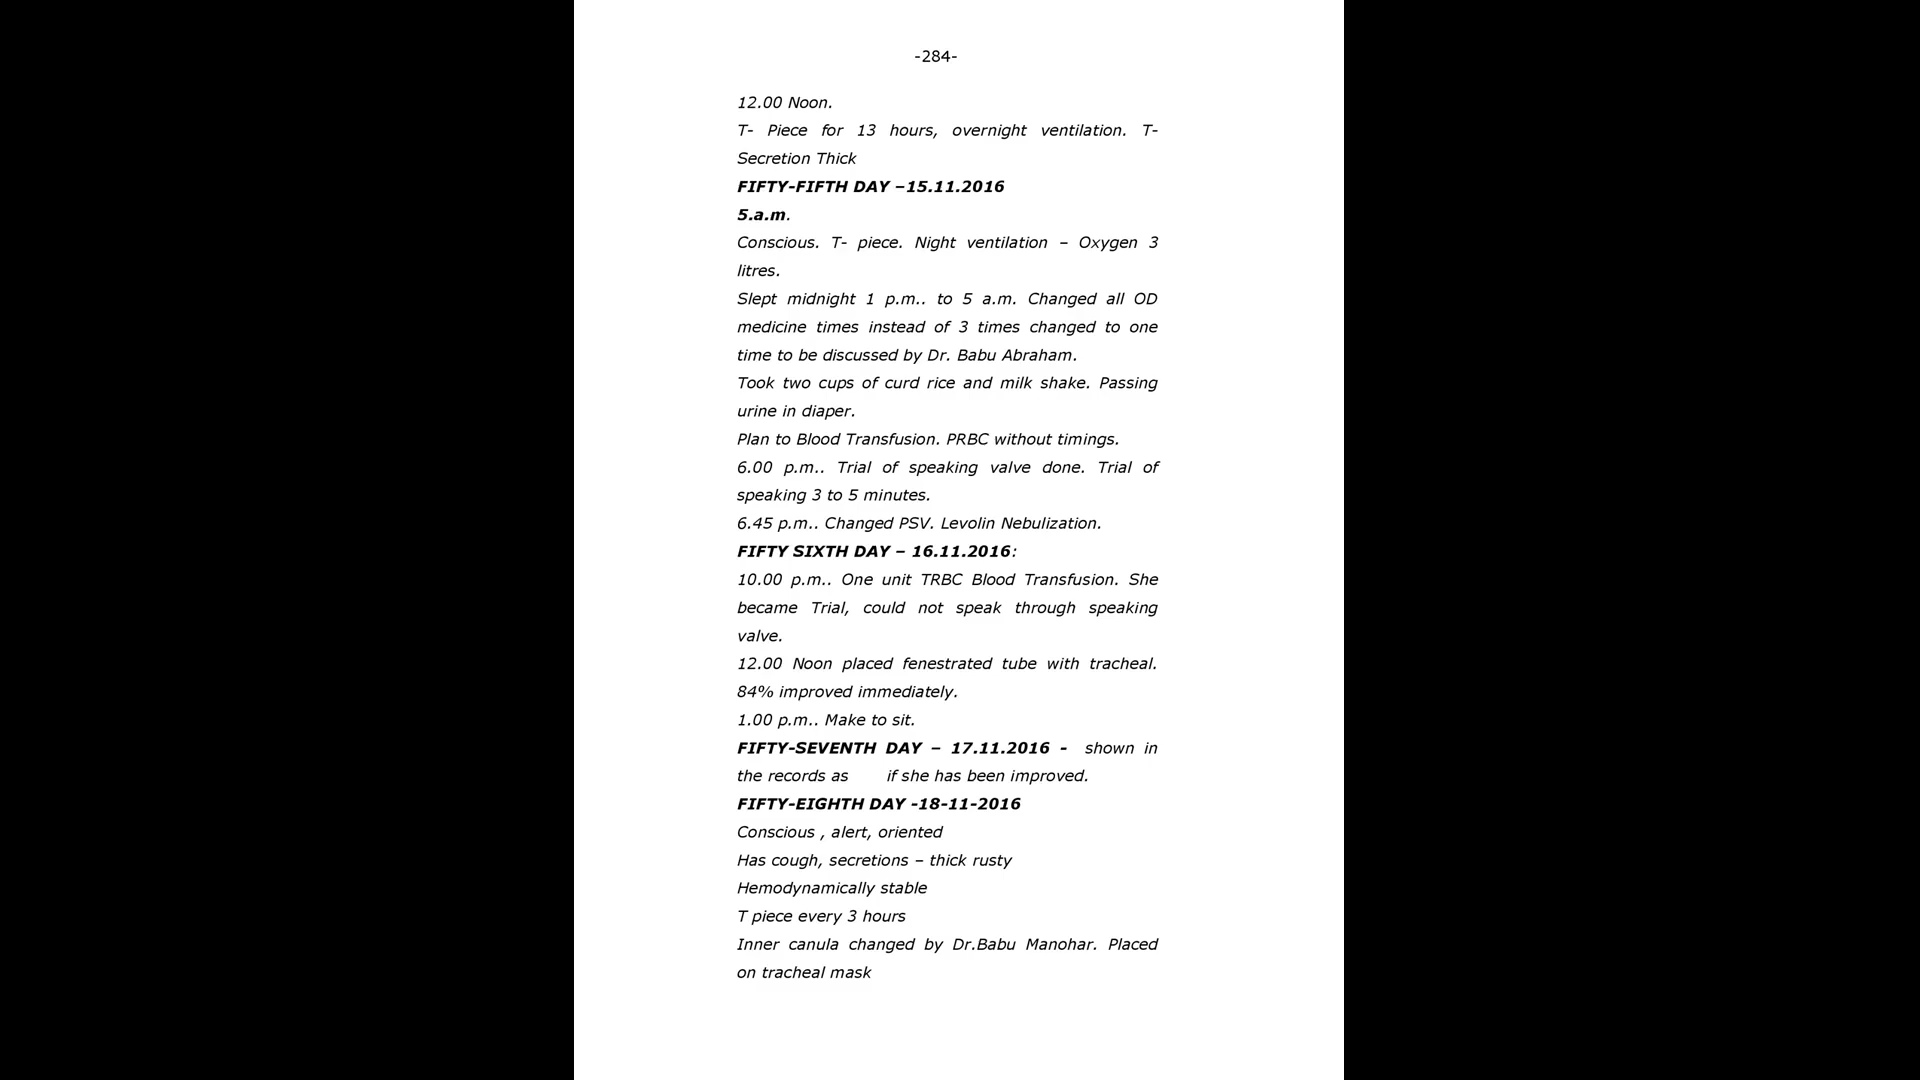 -284-
12.00 Noon.
T- Piece for 13 hours, overnight ventilation. T-
Secretion Thick
FIFTY-FIFTH DAY –15.11.2016
5.a.m.
Conscious. T- piece. Night ventilation – Oxygen 3
litres.
Slept midnight 1 p.m.. to 5 a.m. Changed all OD
medicine times instead of 3 times changed to one
time to be discussed by Dr. Babu Abraham.
Took two cups of curd rice and milk shake. Passing
urine in diaper.
Plan to Blood Transfusion. PRBC without timings.
6.00 p.m.. Trial of speaking valve done. Trial of
speaking 3 to 5 minutes.
6.45 p.m.. Changed PSV. Levolin Nebulization.
FIFTY SIXTH DAY – 16.11.2016:
10.00 p.m.. One unit TRBC Blood Transfusion. She
became Trial, could not speak through speaking
valve.
12.00 Noon placed fenestrated tube with tracheal.
84% improved immediately.
1.00 p.m.. Make to sit.
FIFTY-SEVENTH DAY – 17.11.2016 - shown in
the records as if she has been improved.
FIFTY-EIGHTH DAY -18-11-2016
Conscious , alert, oriented
Has cough, secretions – thick rusty
Hemodynamically stable
T piece every 3 hours
Inner canula changed by Dr.Babu Manohar. Placed
on tracheal mask